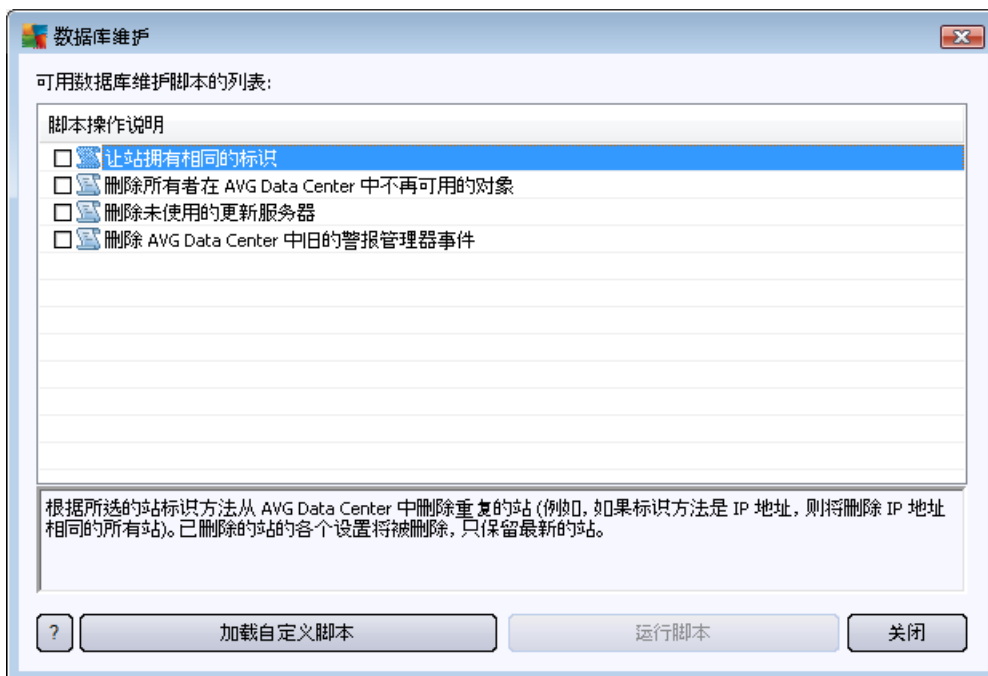 数据库维护
可用数据库维护脚本的列表:
脚本操作说明
让站拥有相同的标识
删除所有者在 AVG Data Center 中不再可用的对象
删除未使用的更新服务器
删除 AVG Data Center 中旧的警报管理器事件
根据所选的站标识方法从 AVG Data Center 中删除重复的站 (例如, 如果标识方法是 IP 地址, 则将删除 IP 地址
相同的所有站)。已删除的站的各个设置将被删除, 只保留最新的站。
? 加载自定义脚本 运行脚本 关闭